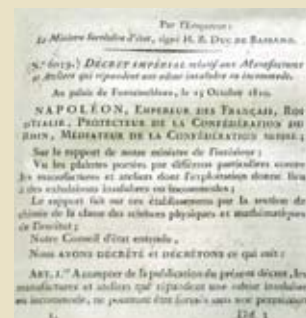 Par l'Empereur :
Le Ministre Secrétaire d'état, signé H. B. DUC DE BASSANO.
(N.° 6059.) DÉCRET IMPÉRIAL relatif aux Manufactures
et Ateliers qui répandent une odeur insalubre ou incommode.
Au palais de Fontainebleau, le 15 Octobre 1810.
NAPOLÉON, EMPEREUR DES FRANÇAIS, ROI
D'ITALIE, PROTECTEUR DE LA CONFÉDÉRATION DU
RHIN, MÉDIATEUR DE LA CONFÉDÉRATION SUISSE ;
Sur le rapport de notre ministre de l'intérieur ;
Vu les plaintes portées par différens particuliers contre
les manufactures et ateliers dont l'exploitation donne lieu
à des exhalaisons insalubres ou incommodes ;
Le rapport fait sur ces établissemens par la section de
chimie de la classe des sciences physiques et mathématiques
de l'Institut ;
Notre Conseil d'état entendu,
NOUS AVONS DÉCRÉTÉ et DÉCRÉTONS ce qui suit :
ART. 1.er A compter de la publication du présent décret, les
manufactures et ateliers qui répandent une odeur insalubre
ou incommode, ne pourront être formés sans une permission